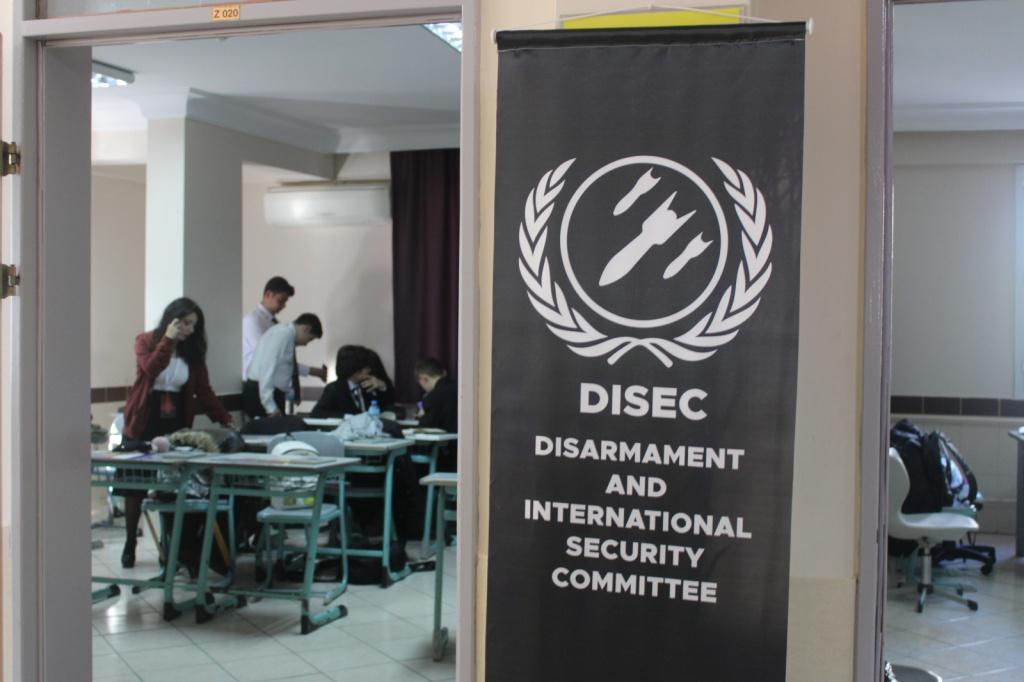 Z 020
DISEC
DISARMAMENT
AND
INTERNATIONAL
SECURITY
COMMITTEE